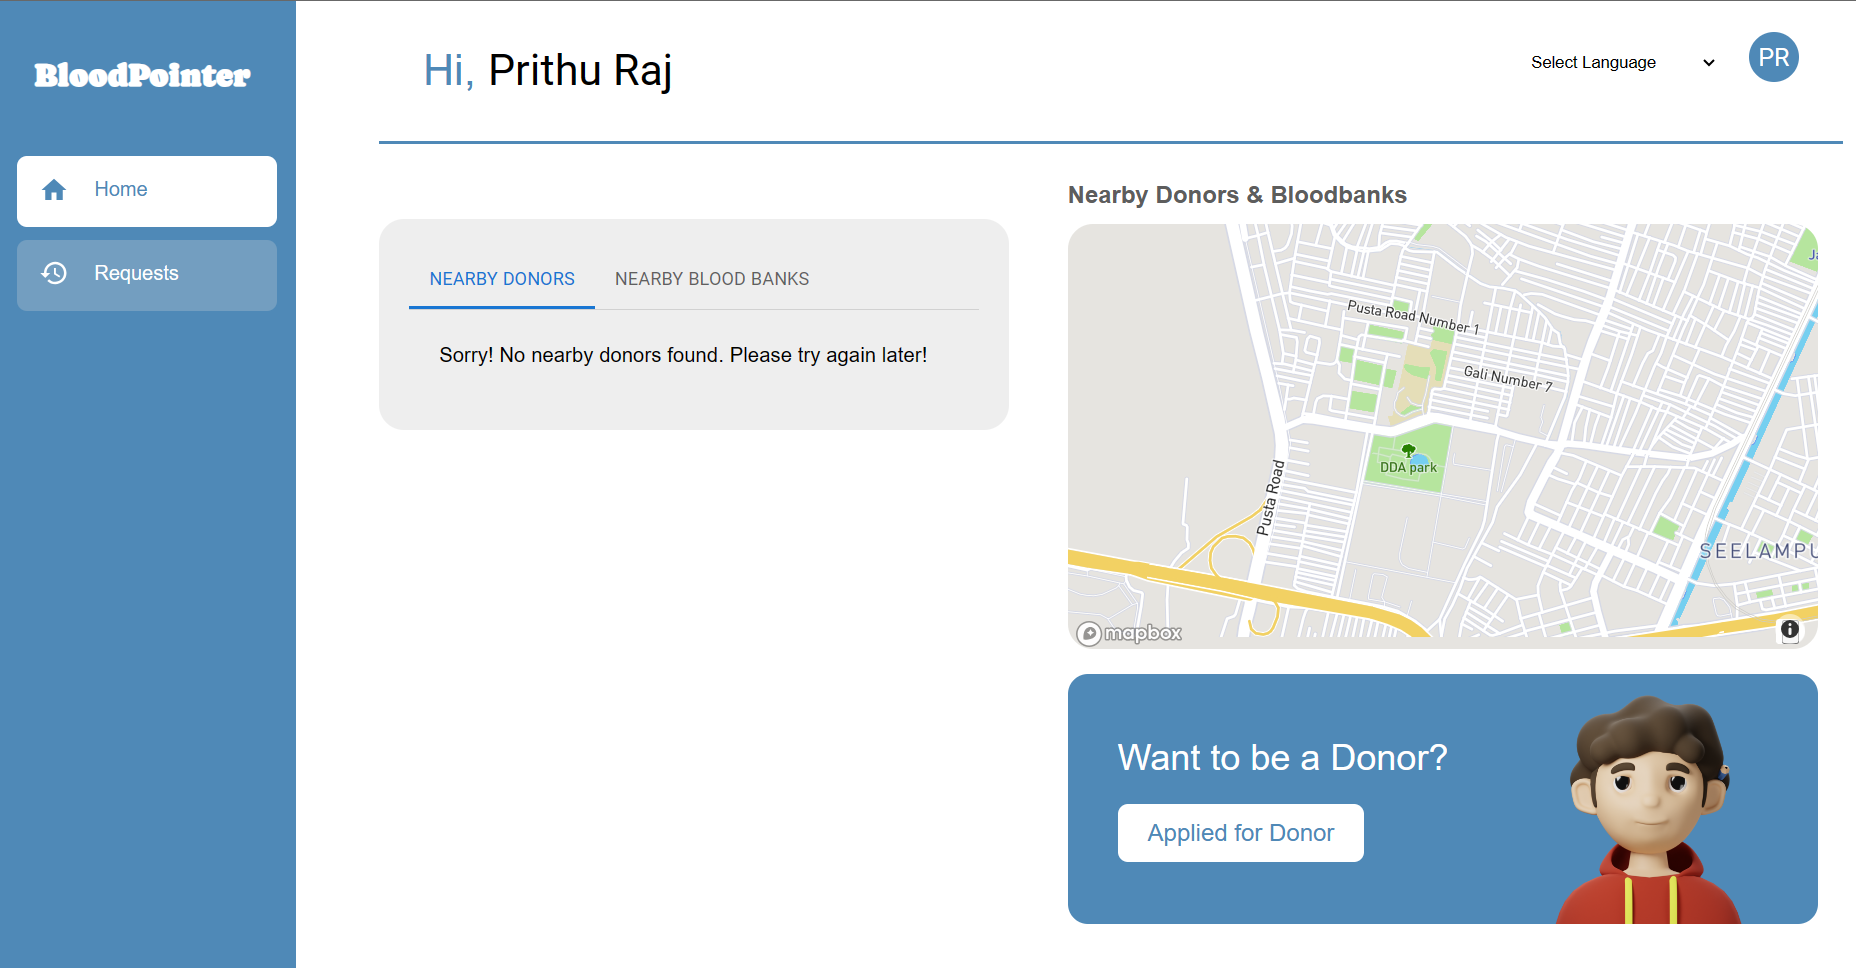 BloodPointer
Home
Requests
Hi, Prithu Raj
Select Language
PR
NEARBY DONORS
NEARBY BLOOD BANKS
Sorry! No nearby donors found. Please try again later!
Nearby Donors & Bloodbanks
Pusta Road Number 1
Gali Number 7
DDA park
Pusta Road
SEELAMPU
mapbox
Want to be a Donor?
Applied for Donor